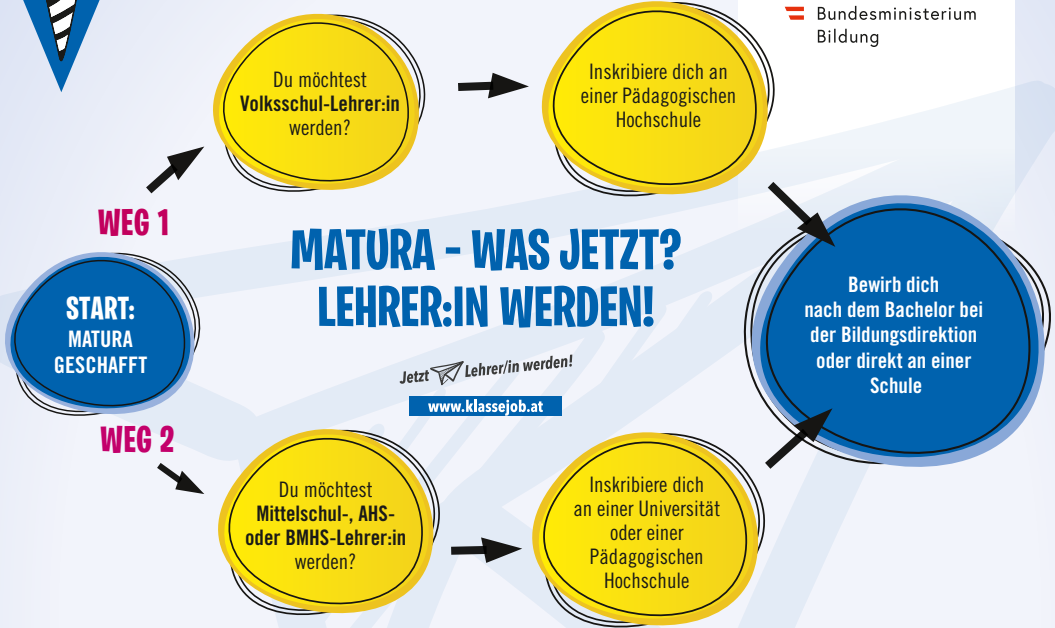 Bundesministerium
Bildung
Du möchtest
Volksschul-Lehrer:in
werden?
Inskribiere dich an
einer Pädagogischen
Hochschule
WEG 1
MATURA - WAS JETZT?
LEHRER:IN WERDEN!
START:
MATURA
GESCHAFFT
Bewirb dich
nach dem Bachelor bei
der Bildungsdirektion
oder direkt an einer
Schule
Jetzt Lehrer/in werden!
www.klassejob.at
WEG 2
Du möchtest
Mittelschul-, AHS-
oder BMHS-Lehrer:in
werden?
Inskribiere dich
an einer Universität
oder einer
Pädagogischen
Hochschule